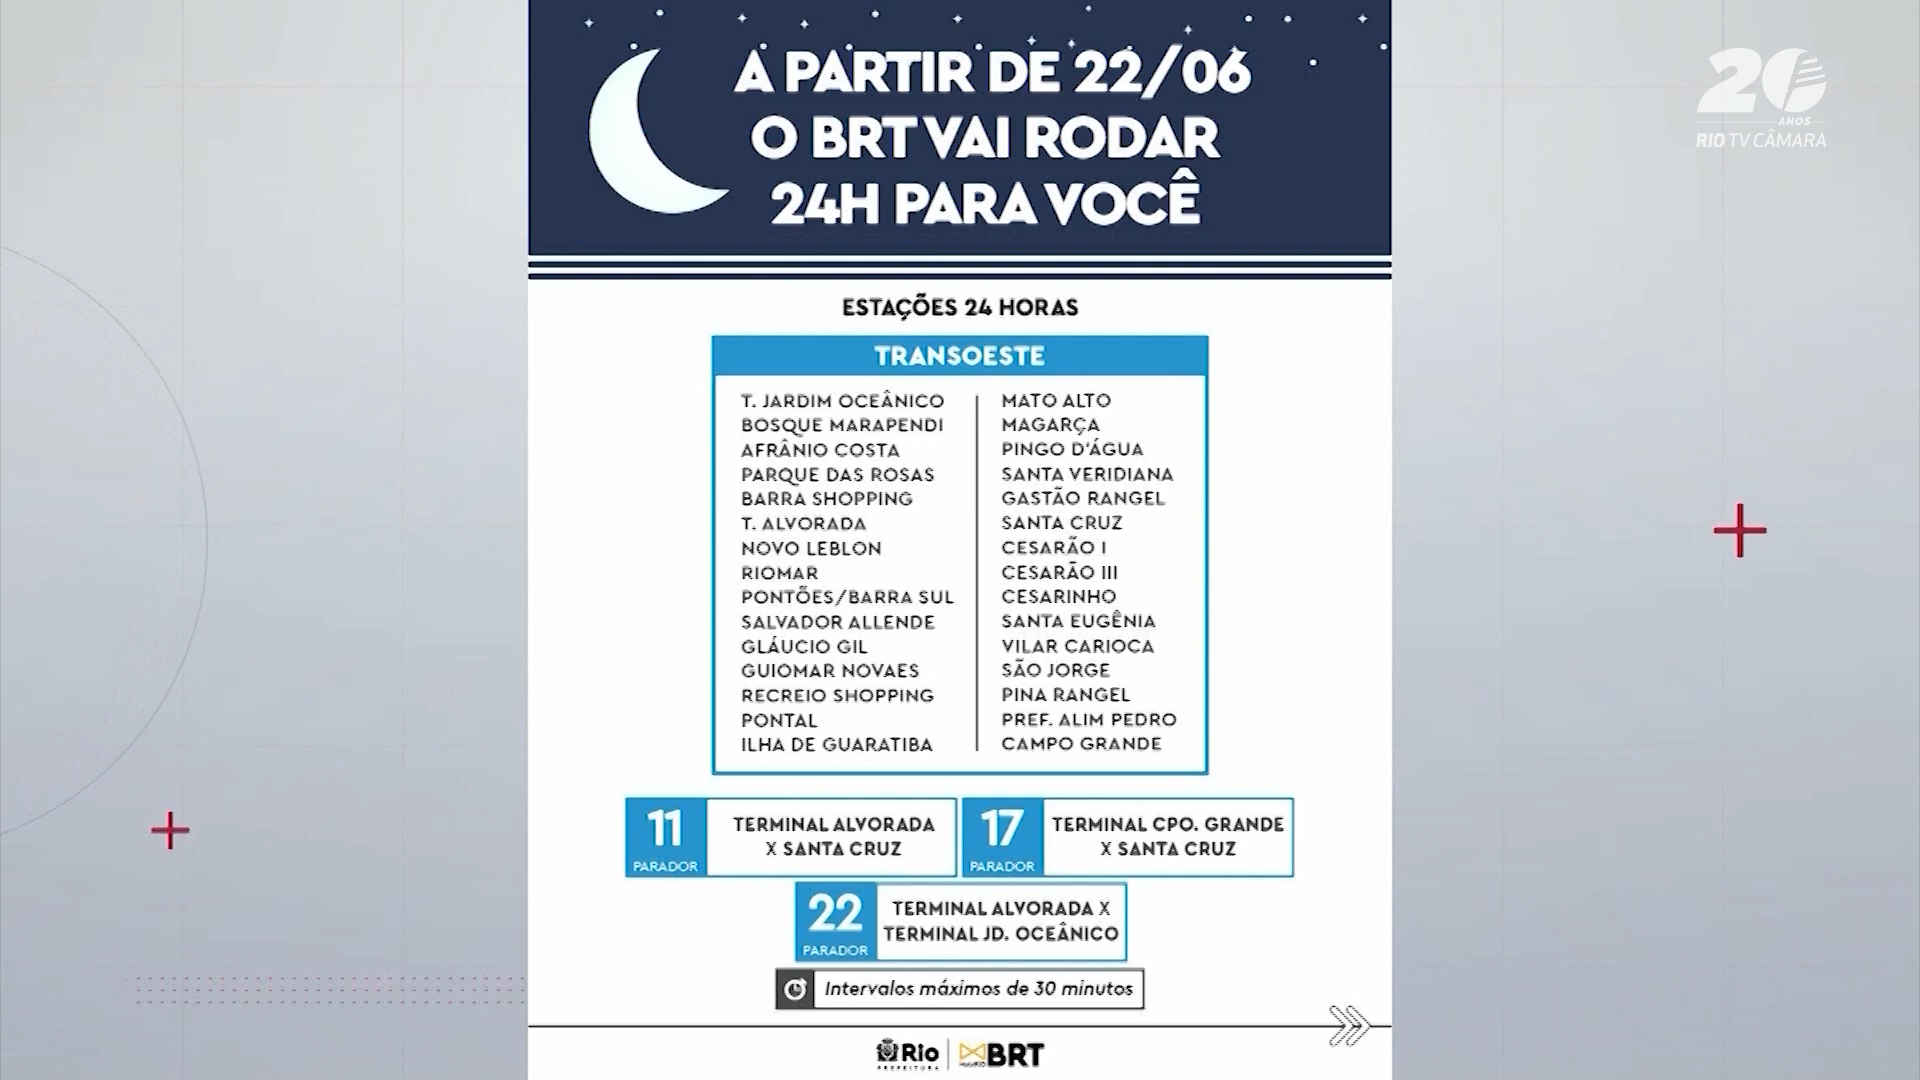 A PARTIR DE 22/06
O BRT VAI RODAR
24H PARA VOCÊ
20
ANOS
RIO TV CÂMARA
ESTAÇÕES 24 HORAS
TRANSOESTE
T. JARDIM OCEÂNICO
BOSQUE MARAPENDI
AFRÂNIO COSTA
PARQUE DAS ROSAS
BARRA SHOPPING
T. ALVORADA
NOVO LEBLON
RIOMAR
PONTÕES/BARRA SUL
SALVADOR ALLENDE
GLÁUCIO GIL
GUIOMAR NOVAES
RECREIO SHOPPING
PONTAL
ILHA DE GUARATIBA
MATO ALTO
MAGARÇA
PINGO D'ÁGUA
SANTA VERIDIANA
GASTÃO RANGEL
SANTA CRUZ
CESARÃO I
CESARÃO III
CESARINHO
SANTA EUGÊNIA
VILAR CARIOCA
SÃO JORGE
PINA RANGEL
PREF. ALIM PEDRO
CAMPO GRANDE
11
PARADOR
TERMINAL ALVORADA
X SANTA CRUZ
17
PARADOR
TERMINAL CPO. GRANDE
X SANTA CRUZ
22
PARADOR
TERMINAL ALVORADA X
TERMINAL JD. OCEÂNICO
Intervalos máximos de 30 minutos
Rio
PREFEITURA
BRT